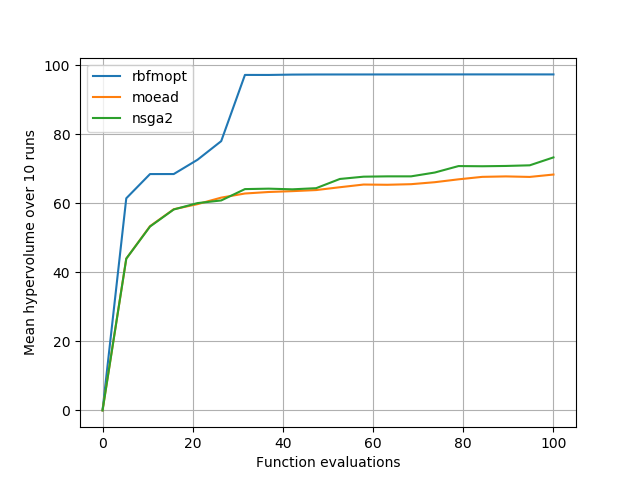 rbfmopt
moead
nsga2
100
80
60
40
20
0
Mean hypervolume over 10 runs
0 20 40 60 80 100
Function evaluations